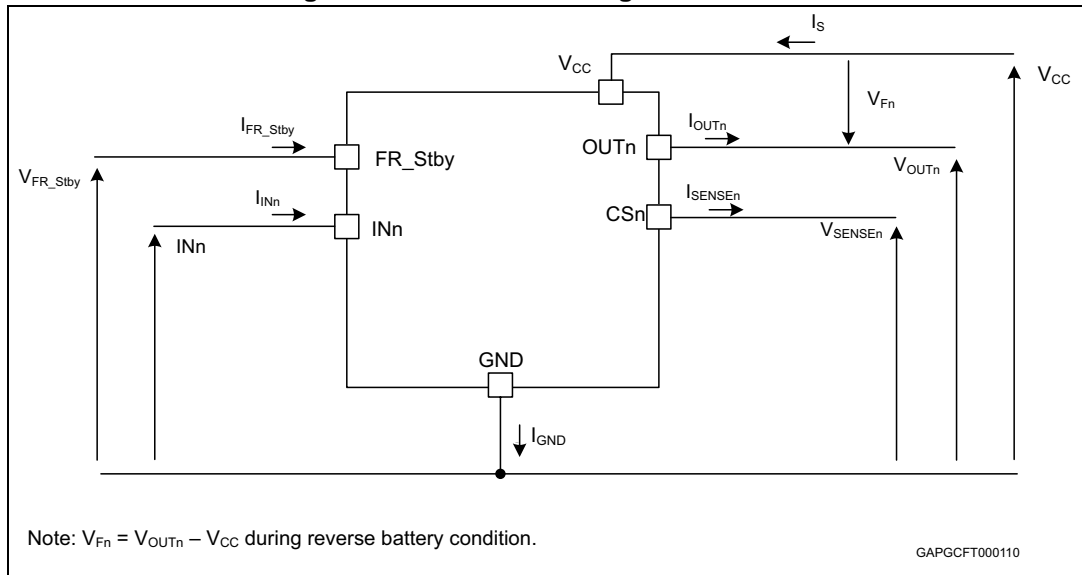 I_S
V_CC
V_CC
V_Fn
I_FR_Stby
I_OUTn
FR_Stby
OUTn
V_FR_Stby
V_OUTn
I_INn
I_SENSEn
INn
CSn
INn
V_SENSEn
GND
I_GND
Note: V_Fn = V_OUTn – V_CC during reverse battery condition.
GAPGCFT000110